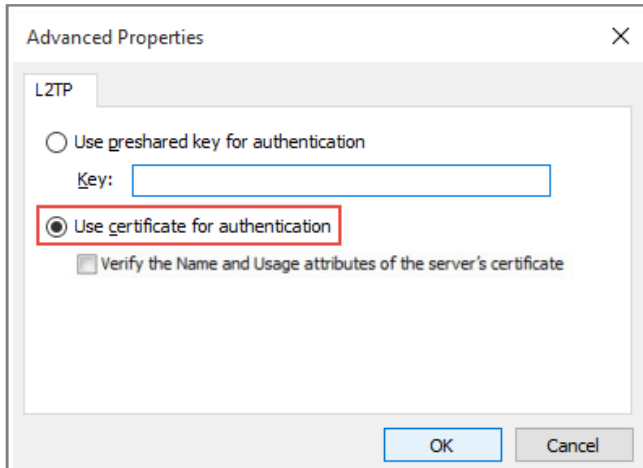 Advanced Properties
L2TP
Use preshared key for authentication
Key:
Use certificate for authentication
Verify the Name and Usage attributes of the server's certificate
OK Cancel